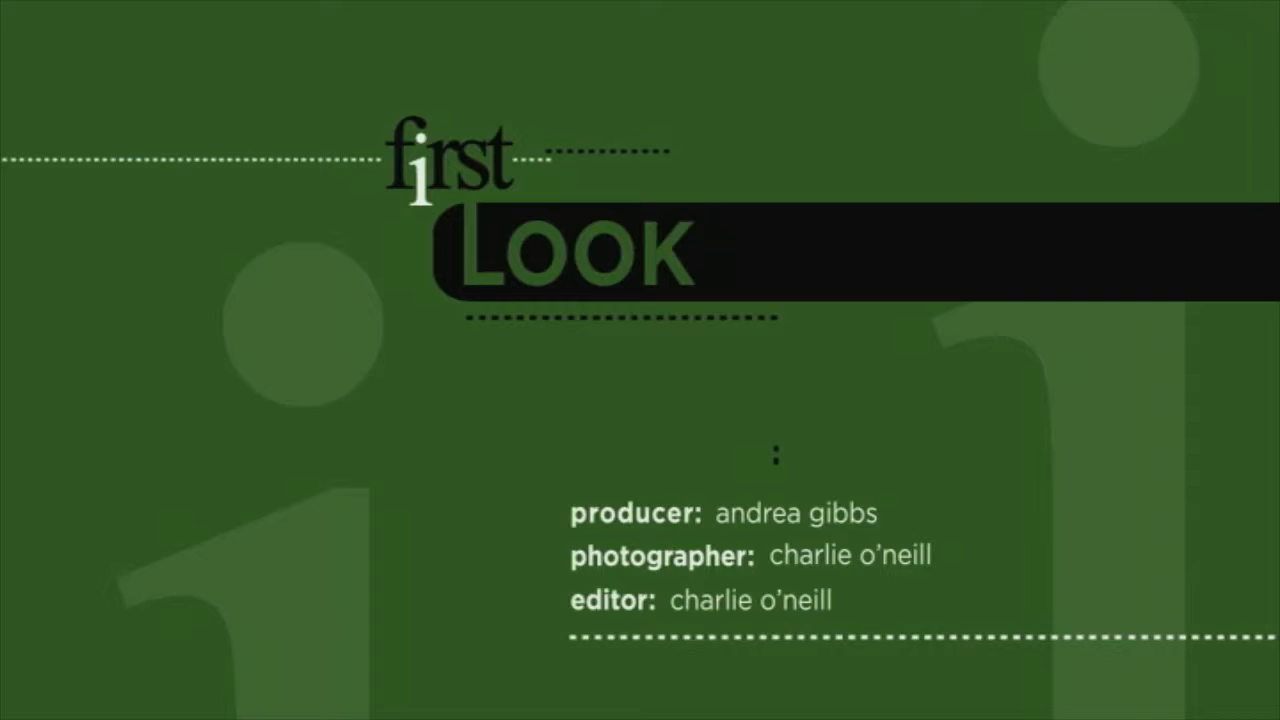 first
LOOK
:
producer: andrea gibbs
photographer: charlie o'neill
editor: charlie o'neill